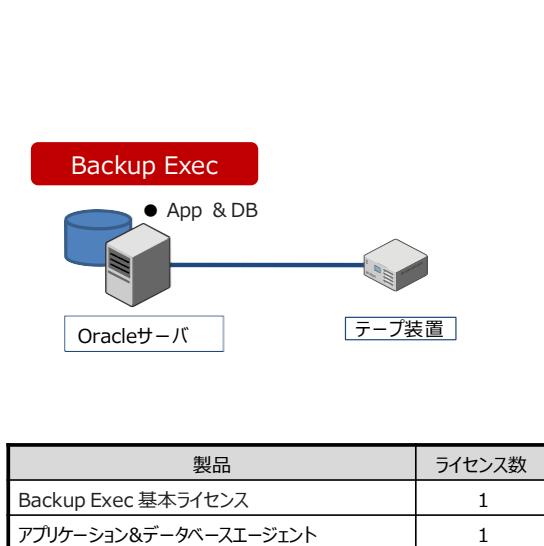 Backup Exec
● App & DB
Oracleサーバ
テープ装置
製品 ライセンス数
Backup Exec 基本ライセンス 1
アプリケーション&データベースエージェント 1